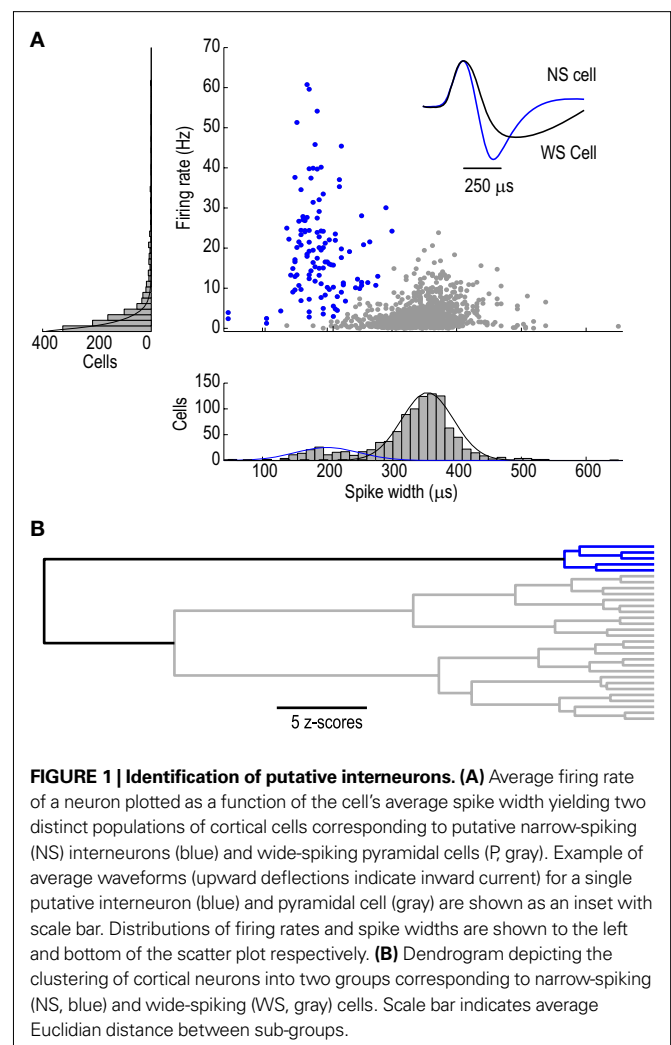 A
70
60
50
40
30
20
10
0
Firing rate (Hz)
NS cell
WS Cell
250 μs
400 200 0
Cells
150
100
50
0
Cells
100 200 300 400 500 600
Spike width (μs)
B
5 z-scores
FIGURE 1 | Identification of putative interneurons. (A) Average firing rate
of a neuron plotted as a function of the cell's average spike width yielding two
distinct populations of cortical cells corresponding to putative narrow-spiking
(NS) interneurons (blue) and wide-spiking pyramidal cells (P, gray). Example of
average waveforms (upward deflections indicate inward current) for a single
putative interneuron (blue) and pyramidal cell (gray) are shown as an inset with
scale bar. Distributions of firing rates and spike widths are shown to the left
and bottom of the scatter plot respectively. (B) Dendrogram depicting the
clustering of cortical neurons into two groups corresponding to narrow-spiking
(NS, blue) and wide-spiking (WS, gray) cells. Scale bar indicates average
Euclidian distance between sub-groups.